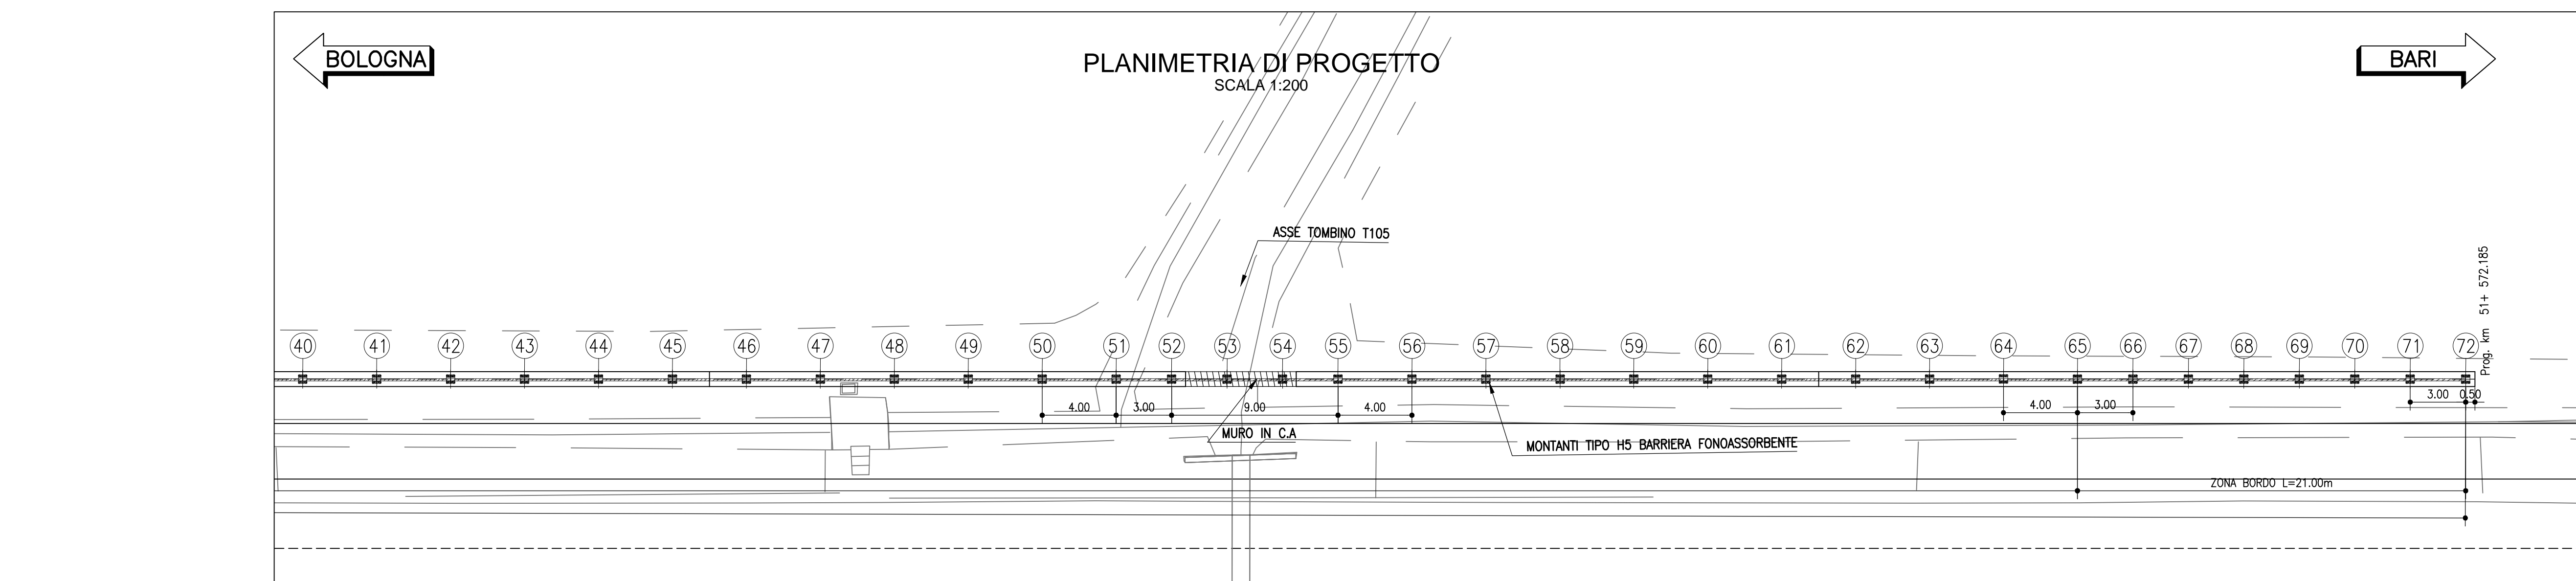 BOLOGNA
PLANIMETRIA DI PROGETTO
BARI
SCALA 1:200
ASSE TOMBINO T105
Prog. km 51+ 572.185
40 41 42 43 44 45 46 47 48 49 50 51 52 53 54 55 56 57 58 59 60 61 62 63 64 65 66 67 68 69 70 71 72
4.00 3.00 9.00 4.00 4.00 3.00 3.00 0.50
MURO IN C.A
MONTANTI TIPO H5 BARRIERA FONOASSORBENTE
ZONA BORDO L=21.00m